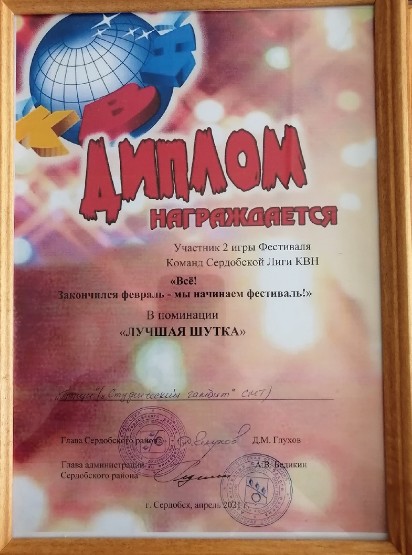 КВН
ДИПЛОМ
НАГРАЖДАЕТСЯ
Участник 2 игры Фестиваля
Команд Сердобской Лиги КВН
«Всё!
Закончился февраль - мы начинаем фестиваль!»
В номинации
«ЛУЧШАЯ ШУТКА»
"Студенческий
Глава Сердобского района Д.М. Глухов
Глава администрации А.В. Бедикин
Сердобского района
г. Сердобск, апрель 2021 г.